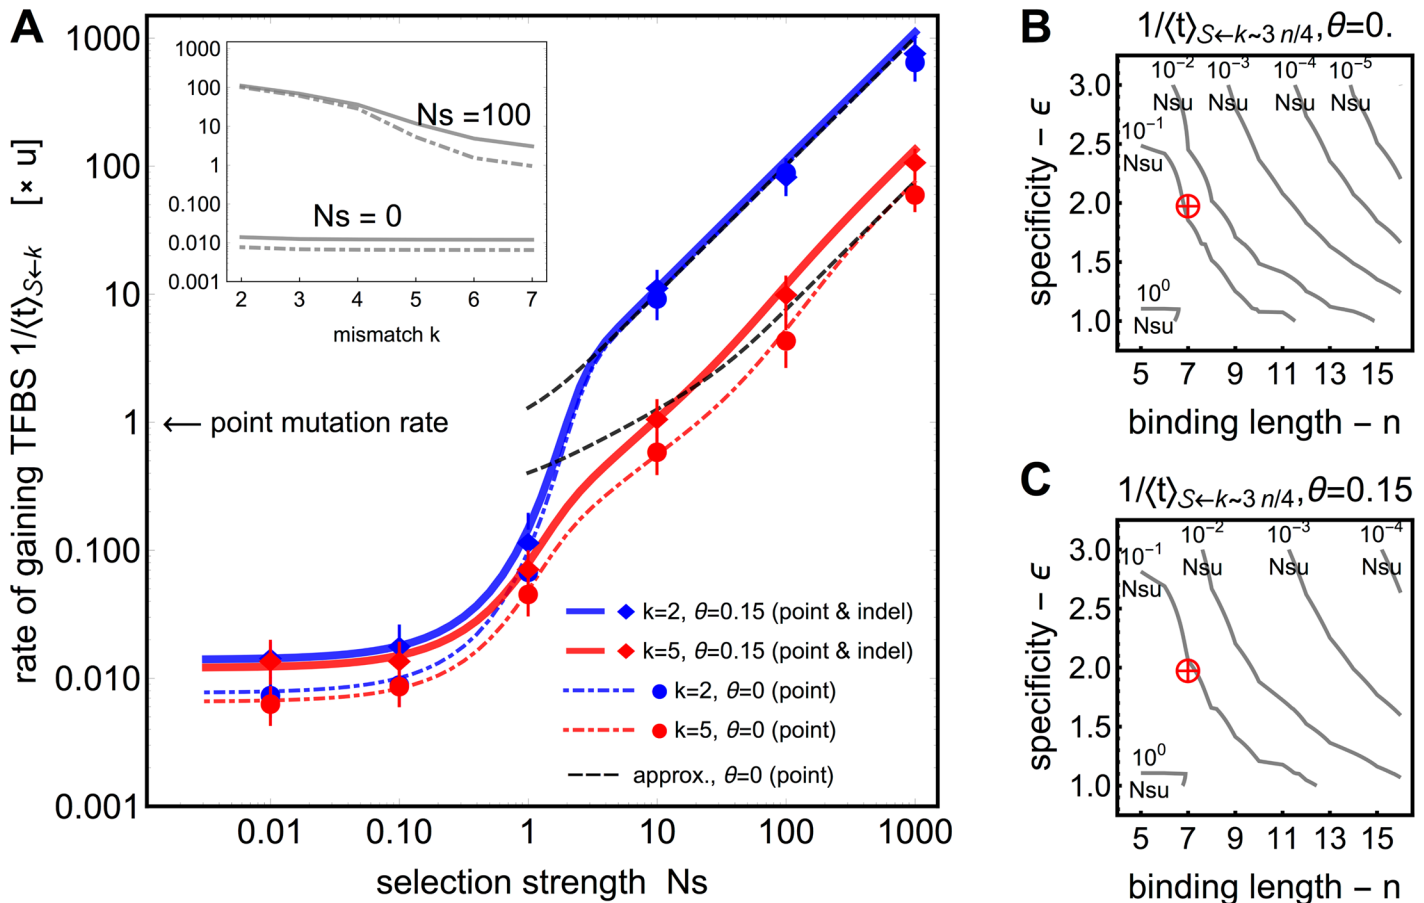 A
rate of gaining TFBS 1/⟨t⟩S←k [× u]
1000
100
10
1
0.100
0.010
0.001
1000
100
10
1
0.100
0.010
0.001
Ns =100
Ns = 0
2 3 4 5 6 7
mismatch k
← point mutation rate
k=2, θ=0.15 (point & indel)
k=5, θ=0.15 (point & indel)
k=2, θ=0 (point)
k=5, θ=0 (point)
approx., θ=0 (point)
0.01 0.10 1 10 100 1000
selection strength Ns
B
1/⟨t⟩S←k~3 n/4, θ=0.
specificity – ϵ
3.0
2.5
2.0
1.5
1.0
10⁻² 10⁻³ 10⁻⁴ 10⁻⁵
Nsu Nsu Nsu Nsu
10⁻¹
Nsu
10⁰
Nsu
5 7 9 11 13 15
binding length – n
C
1/⟨t⟩S←k~3 n/4, θ=0.15
specificity – ϵ
3.0
2.5
2.0
1.5
1.0
10⁻² 10⁻³ 10⁻⁴
Nsu Nsu Nsu
10⁻¹
Nsu
10⁰
Nsu
5 7 9 11 13 15
binding length – n